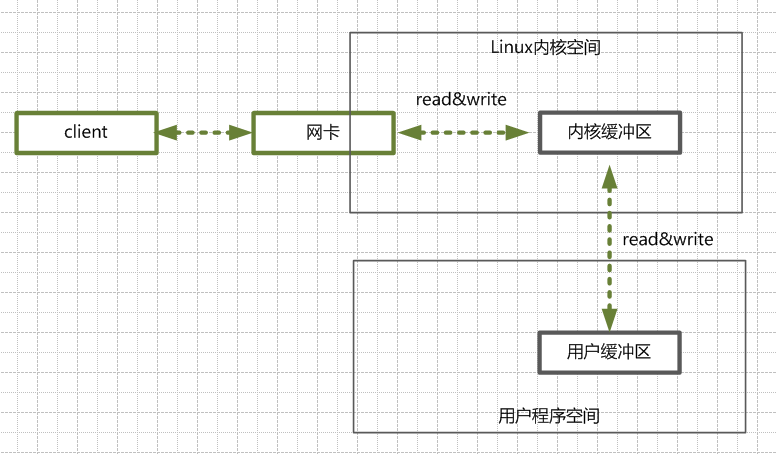 Linux内核空间
read&write
client
网卡
内核缓冲区
read&write
用户缓冲区
用户程序空间